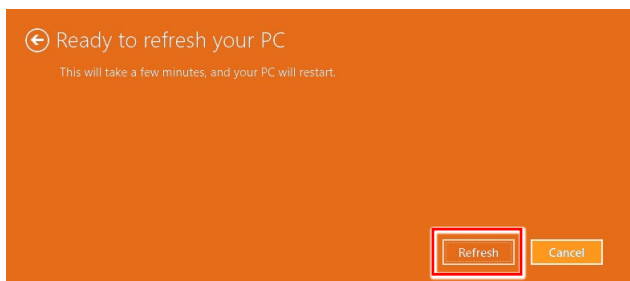 Ready to refresh your PC
This will take a few minutes, and your PC will restart.
Refresh
Cancel